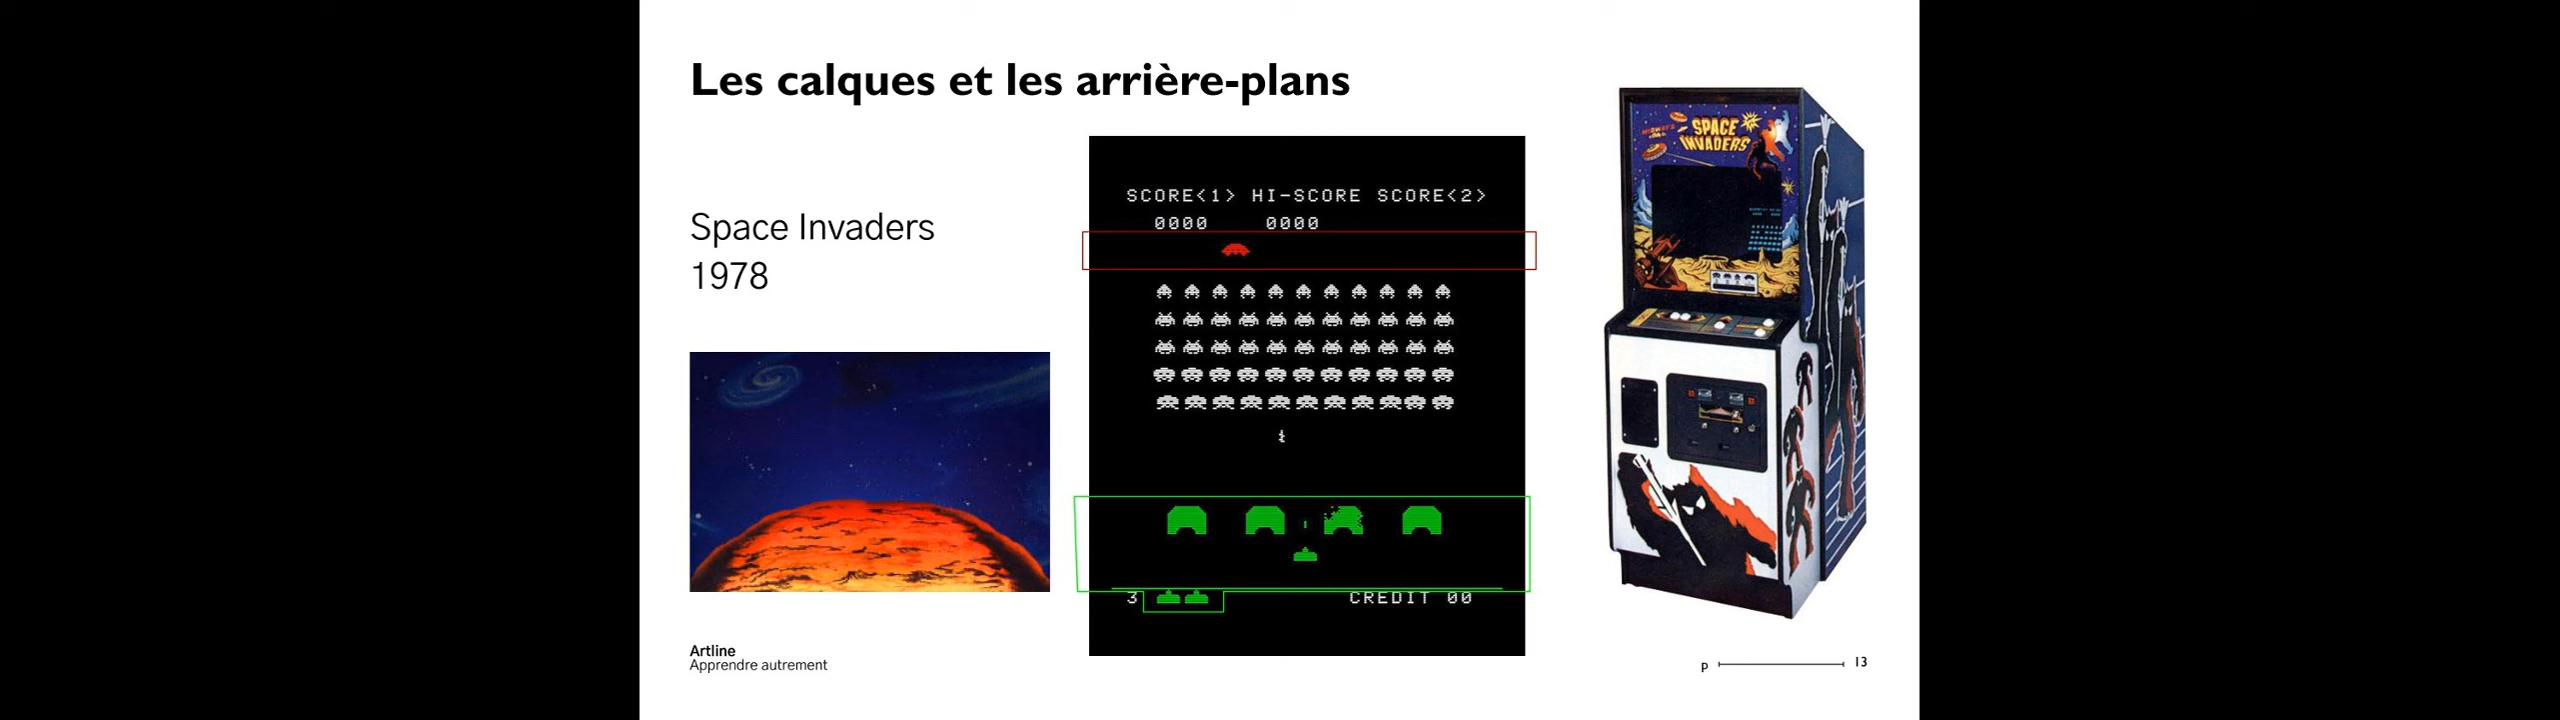 Les calques et les arrière-plans
Space Invaders
1978
SCORE<1> HI-SCORE SCORE<2>
0000 0000
3 CREDIT 00
SPACE
INVADERS
Artline
Apprendre autrement
P 13